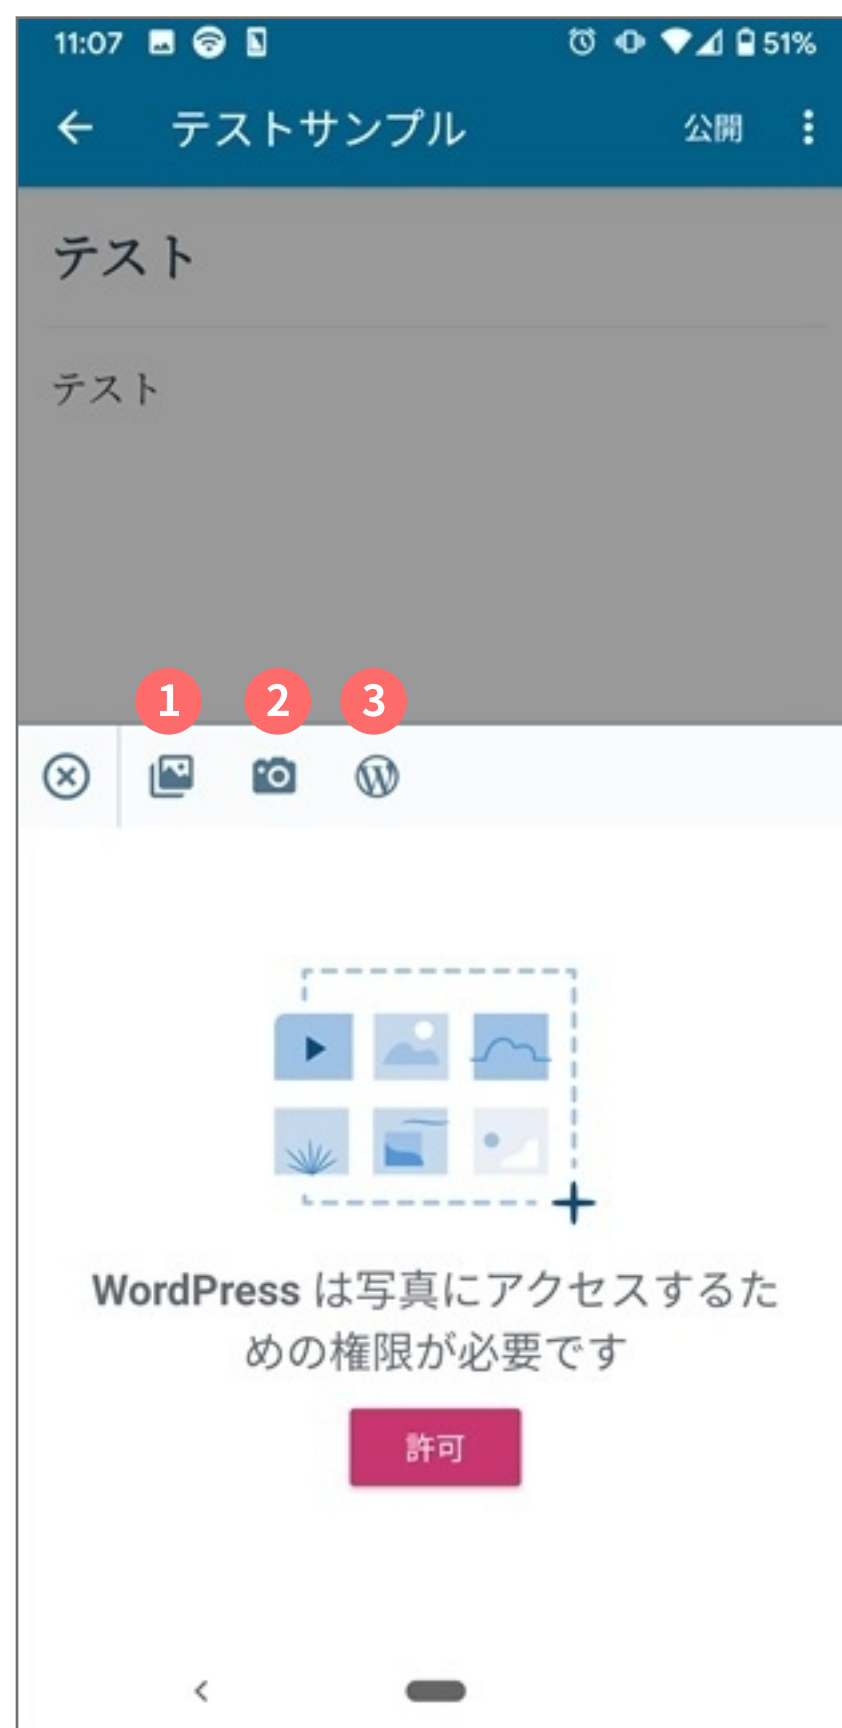 11:07 51%
テストサンプル 公開
テスト
テスト
1 2 3
WordPress は写真にアクセスするた
めの権限が必要です
許可